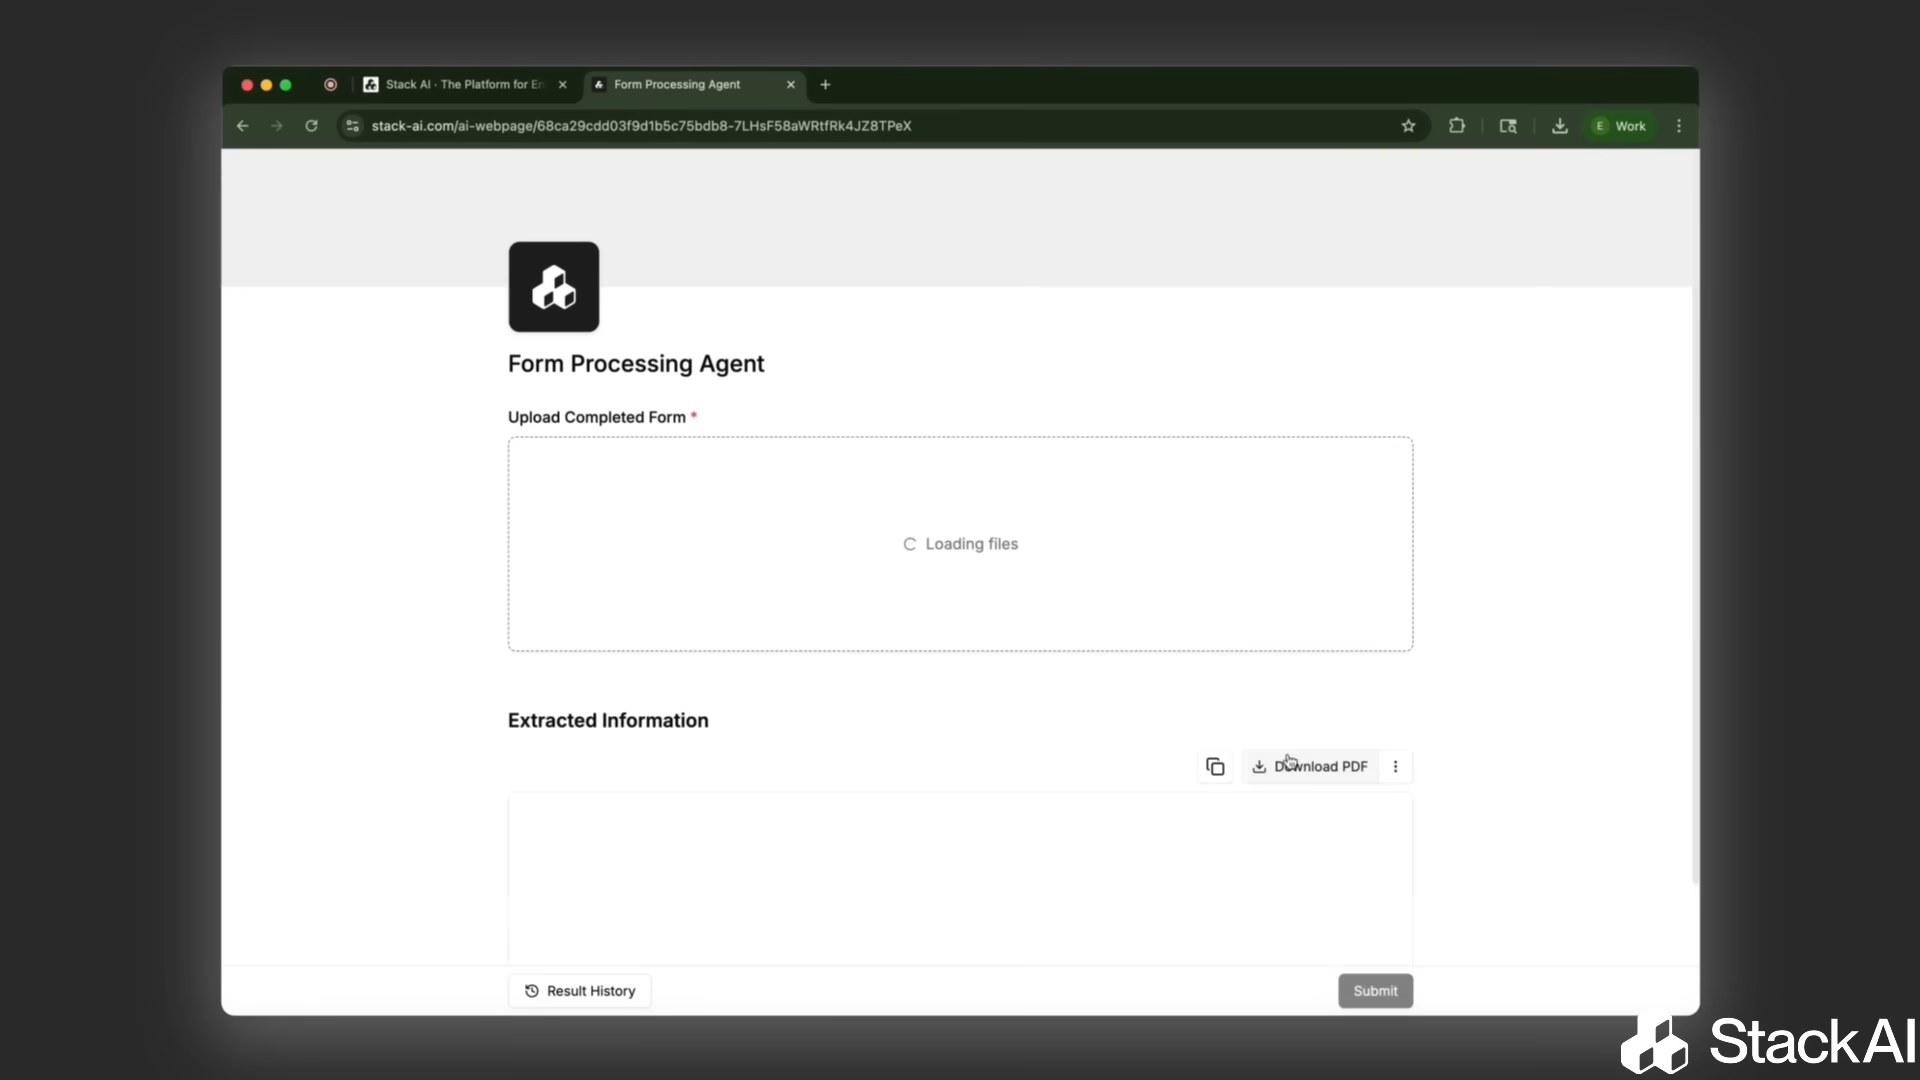 Stack AI - The Platform for En
Form Processing Agent
stack-ai.com/ai-webpage/68ca29cdd03f9d1b5c75bdb8-7LHsF58aWRtfRk4JZ8TPeX
E Work
Form Processing Agent
Upload Completed Form *
Loading files
Extracted Information
Download PDF
Result History
Submit
StackAI